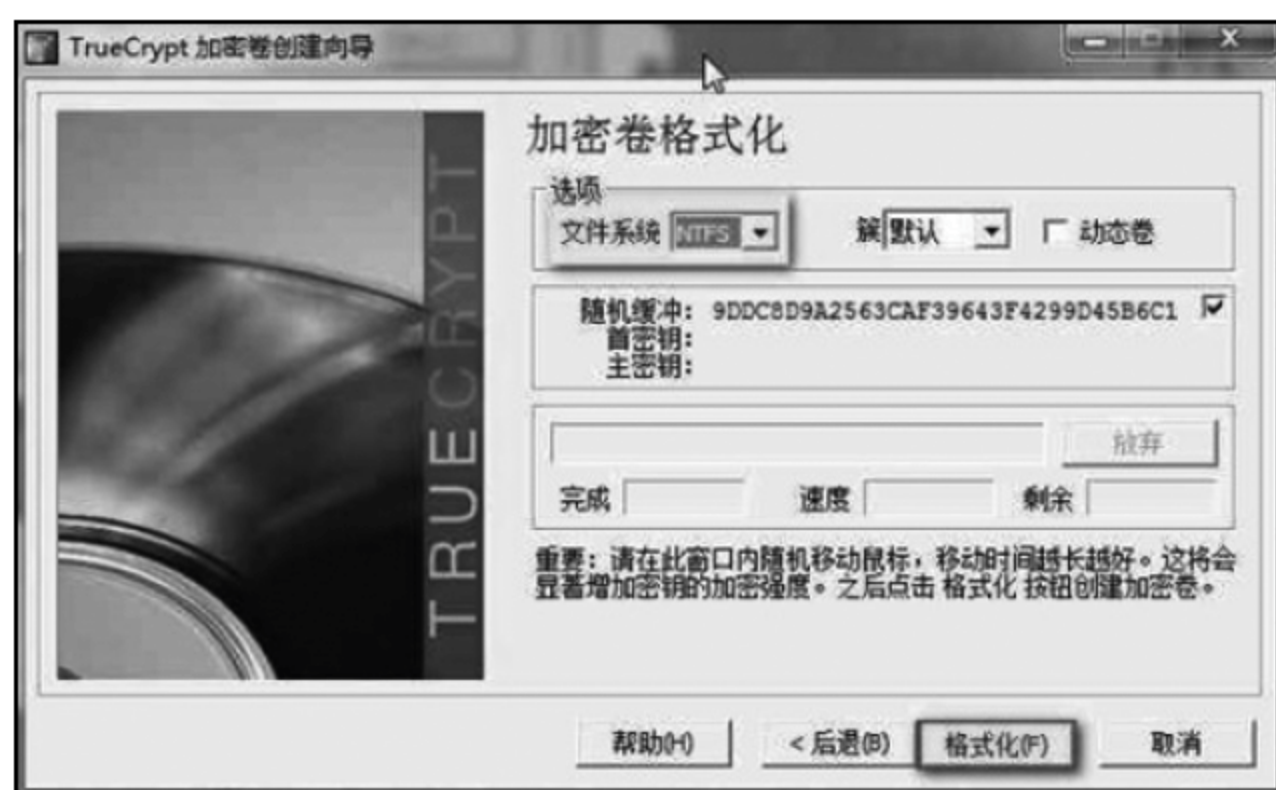 TrueCrypt 加密卷创建向导
TRUECRYPT
加密卷格式化
选项
文件系统 NTFS 簇 默认 动态卷
随机缓冲: 9DDC8D9A2563CAF39643F4299D45B6C1
首密钥:
主密钥:
放弃
完成 速度 剩余
重要: 请在此窗口内随机移动鼠标, 移动时间越长越好。这将会
显著增加密钥的加密强度。之后点击 格式化 按钮创建加密卷。
帮助(H) < 后退(B) 格式化(F) 取消